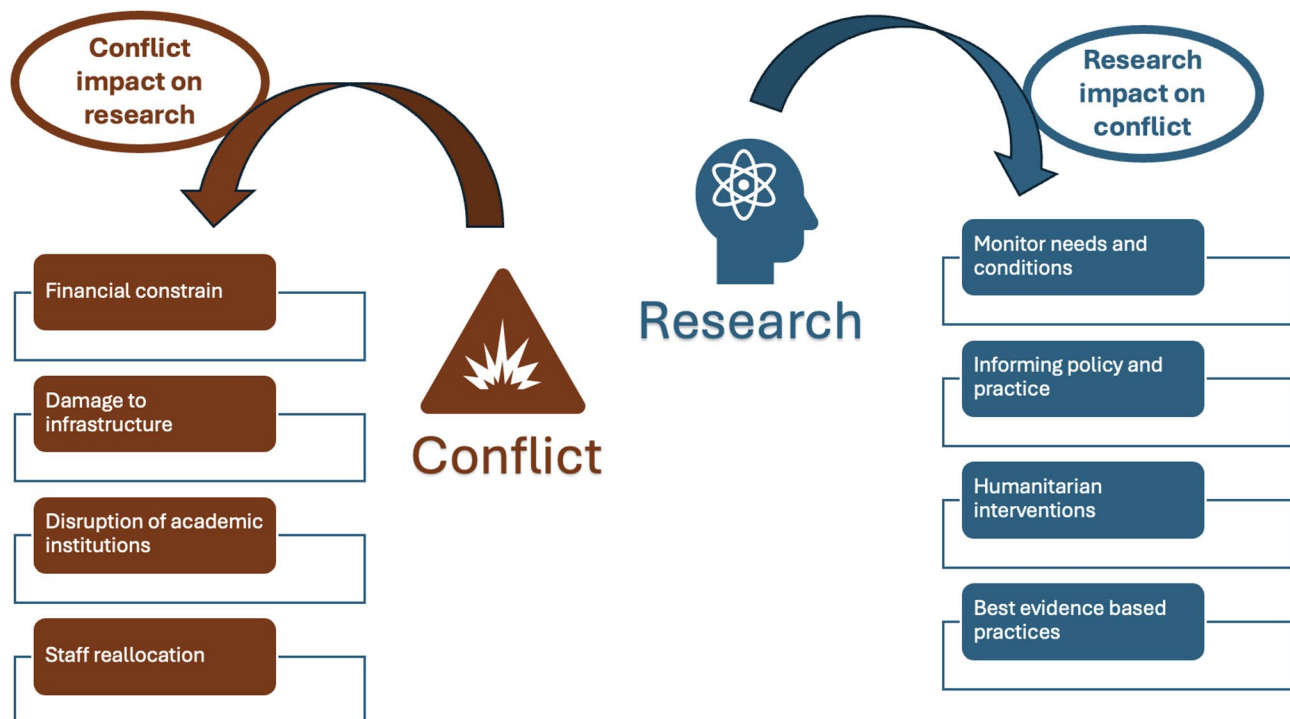 Conflict
impact on
research
Financial constrain
Damage to
infrastructure
Disruption of academic
institutions
Staff reallocation
Conflict
Research
Research
impact on
conflict
Monitor needs and
conditions
Informing policy and
practice
Humanitarian
interventions
Best evidence based
practices